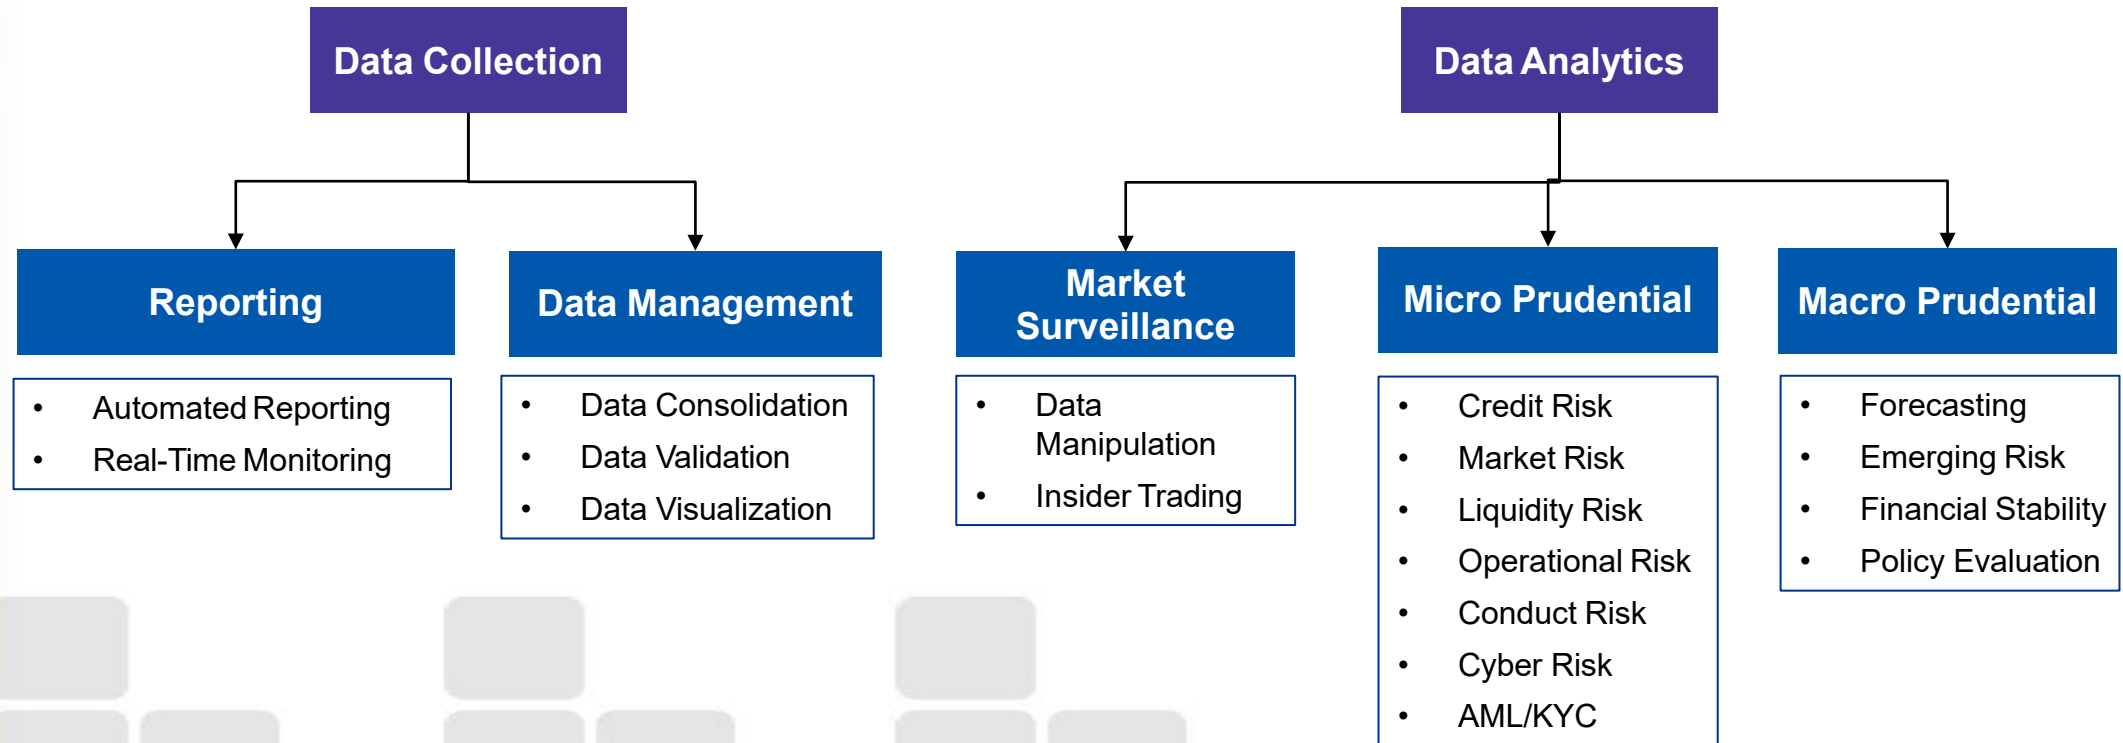 Data Collection
Data Analytics
Reporting
Data Management
Market
Surveillance
Micro Prudential
Macro Prudential
• Automated Reporting
• Real-Time Monitoring
• Data Consolidation
• Data Validation
• Data Visualization
• Data
Manipulation
• Insider Trading
• Credit Risk
• Market Risk
• Liquidity Risk
• Operational Risk
• Conduct Risk
• Cyber Risk
• AML/KYC
• Forecasting
• Emerging Risk
• Financial Stability
• Policy Evaluation